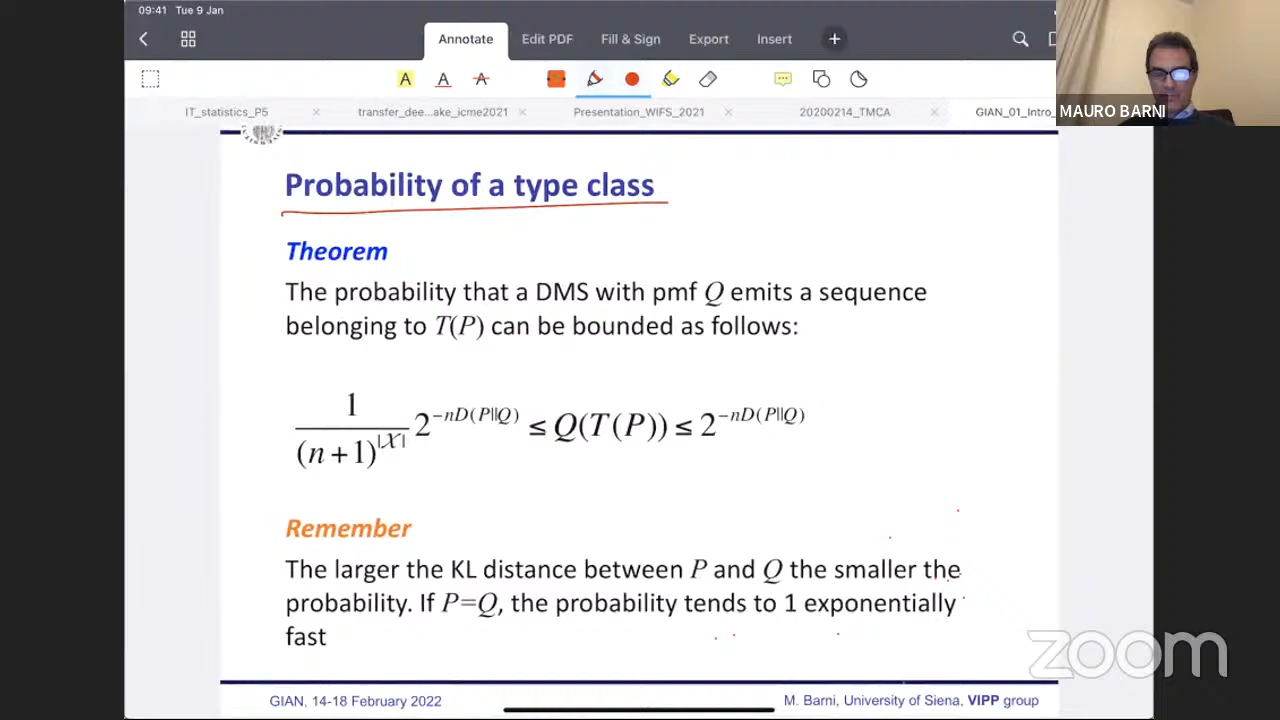 09:41 Tue 9 Jan
Annotate Edit PDF Fill & Sign Export Insert +
A A A
IT_statistics_P5 × transfer_dee...ake_icme2021 × Presentation_WIFS_2021 × 20200214_TMCA × GIAN_01_Intro_
MAURO BARNI
Probability of a type class
Theorem
The probability that a DMS with pmf Q emits a sequence
belonging to T(P) can be bounded as follows:
1/(n+1)^|𝒳| 2^−nD(P||Q) ≤ Q(T(P)) ≤ 2^−nD(P||Q)
Remember
The larger the KL distance between P and Q the smaller the
probability. If P=Q, the probability tends to 1 exponentially
fast
zoom
GIAN, 14-18 February 2022
M. Barni, University of Siena, VIPP group